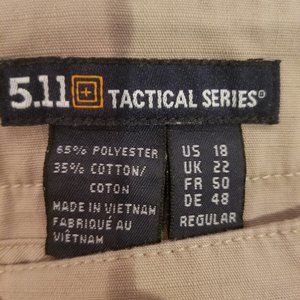 5.11 TACTICAL SERIES®
65% POLYESTER
35% COTTON/
COTON
MADE IN VIETNAM
FABRIQUÉ AU
VIÉTNAM
US 18
UK 22
FR 50
DE 48
REGULAR